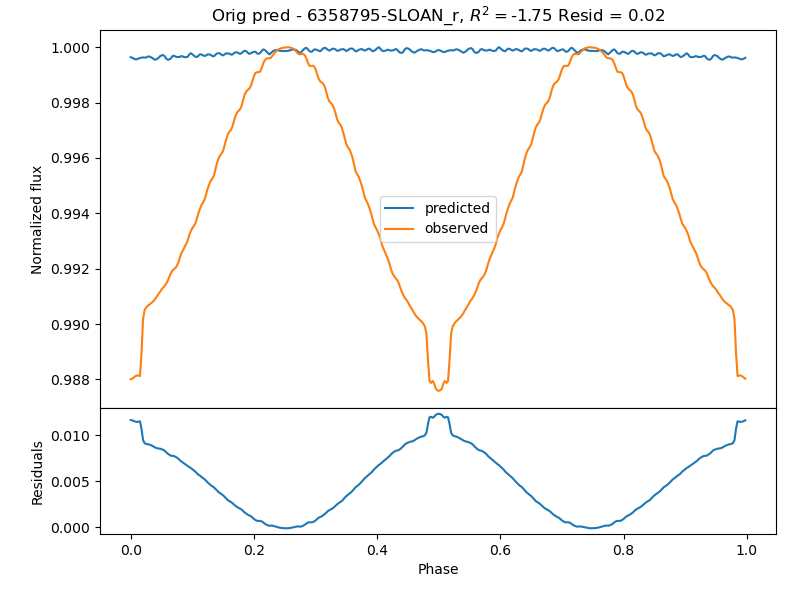 Orig pred - 6358795-SLOAN_r, $R^2 = $-1.75 Resid = 0.02
1.000
0.998
0.996
0.994
0.992
0.990
0.988
Normalized flux
predicted
observed
0.010
0.005
0.000
Residuals
0.0 0.2 0.4 0.6 0.8 1.0
Phase